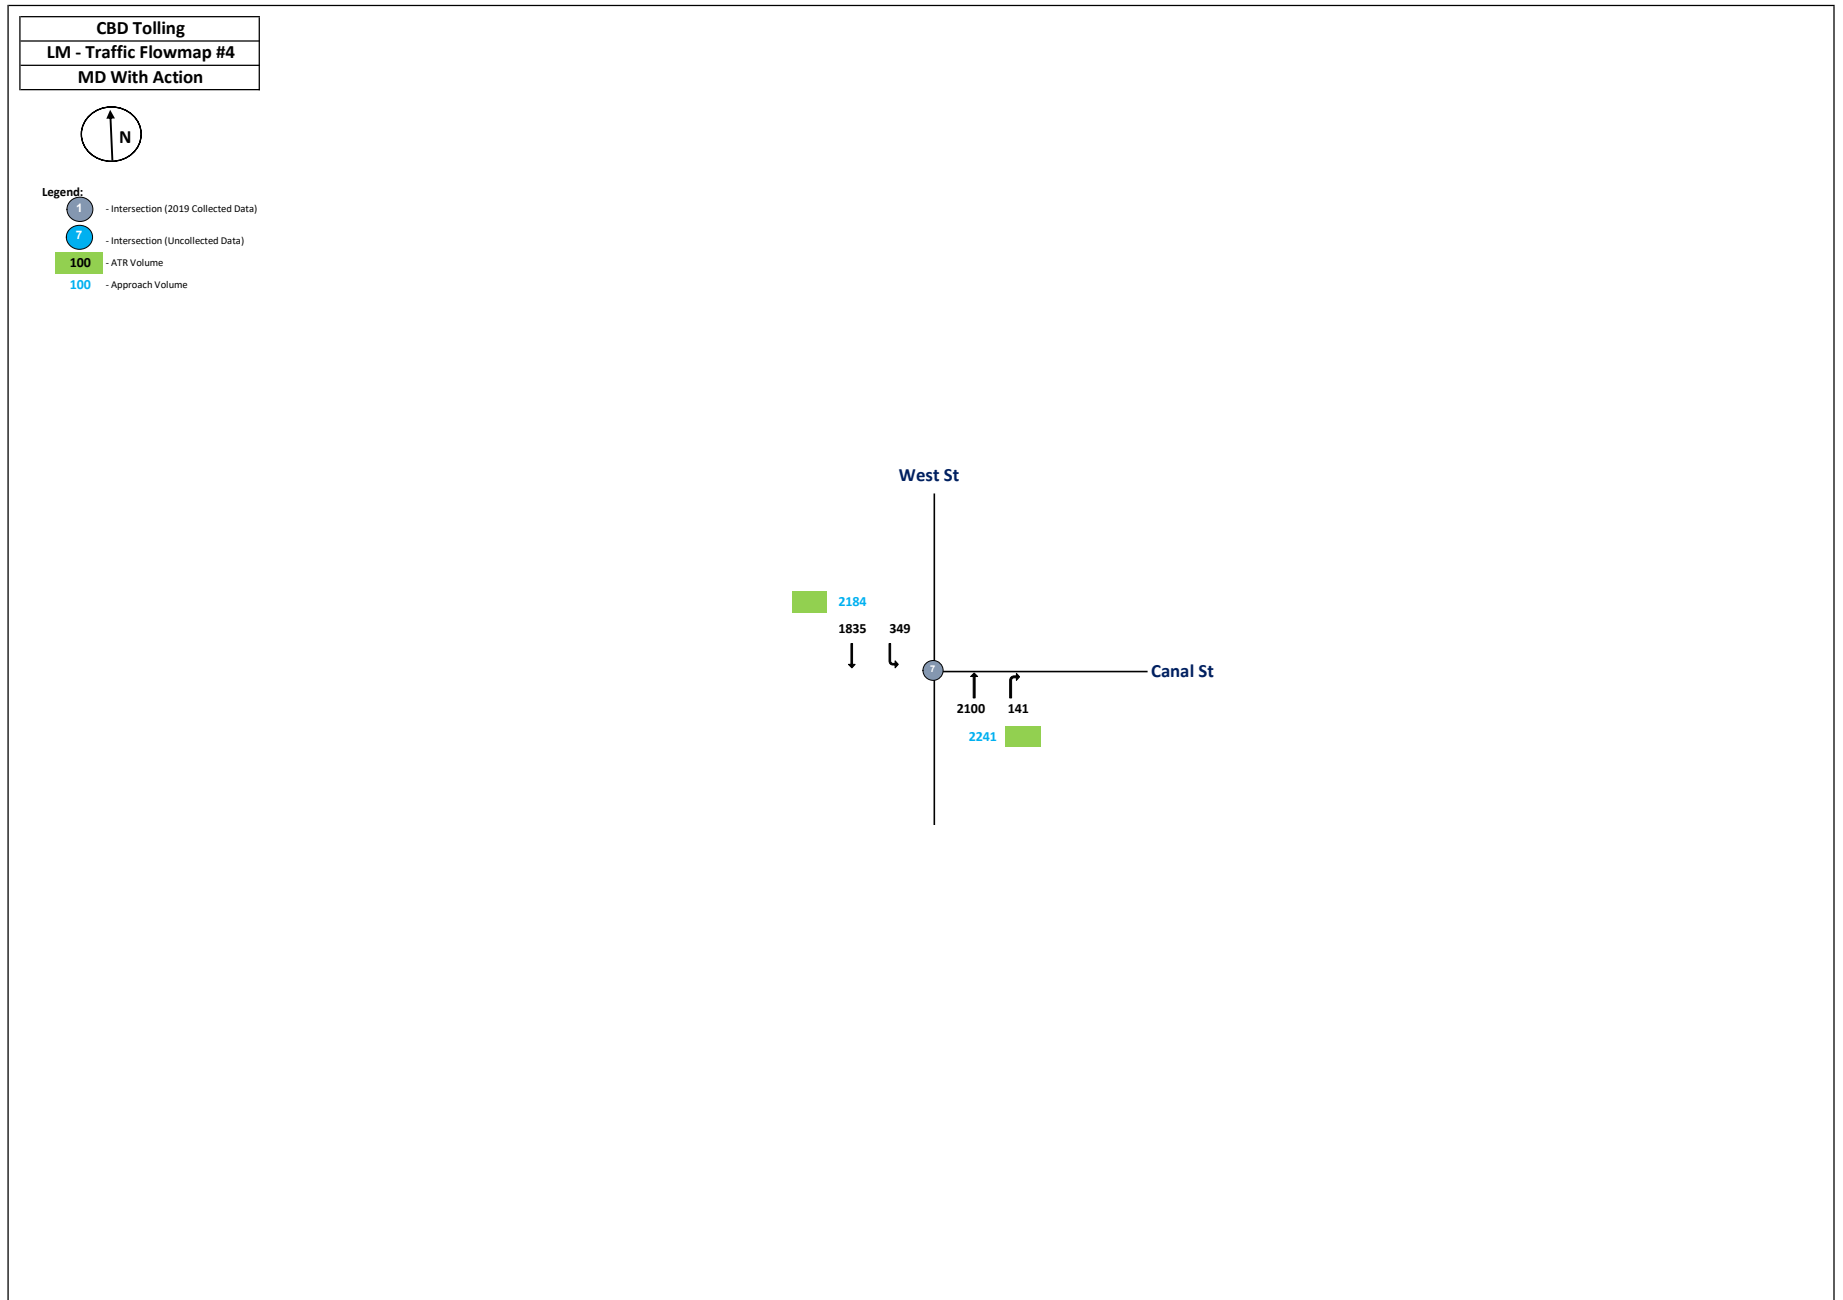 CBD Tolling
LM - Traffic Flowmap #4
MD With Action
N
Legend:
1 - Intersection (2019 Collected Data)
7 - Intersection (Uncollected Data)
100 - ATR Volume
100 - Approach Volume
West St
2184
1835 349
7
Canal St
2100 141
2241